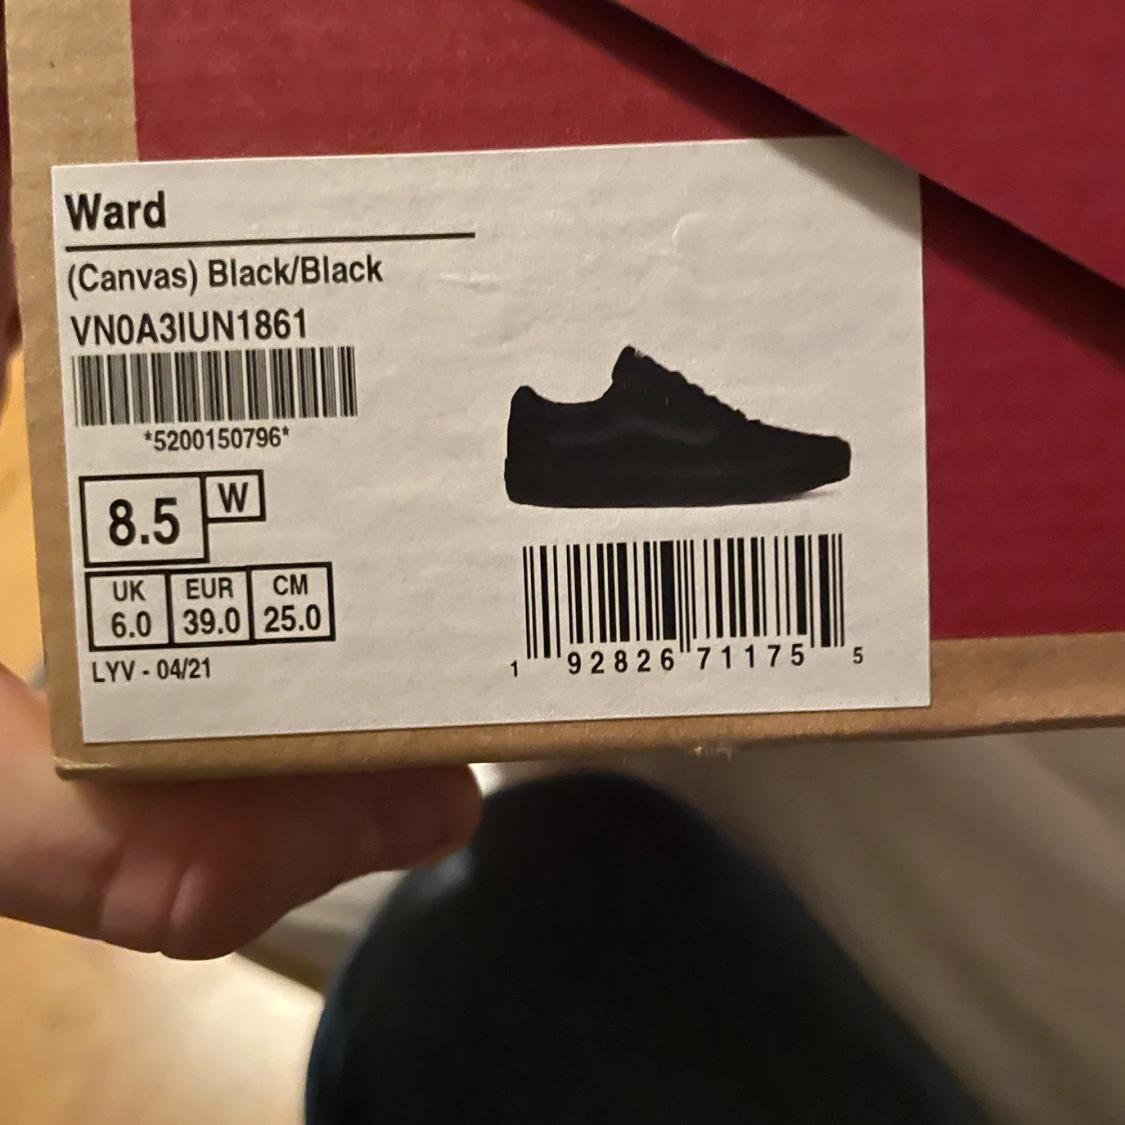 Ward
(Canvas) Black/Black
VN0A3IUN1861
*5200150796*
8.5 W
UK EUR CM
6.0 39.0 25.0
LYV - 04/21
1 92826 71175 5